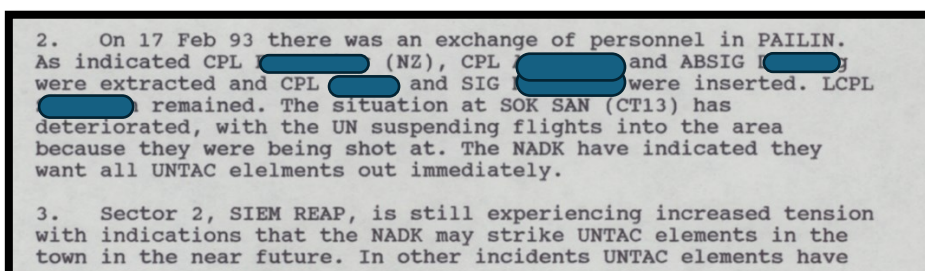 2. On 17 Feb 93 there was an exchange of personnel in PAILIN.
As indicated CPL (NZ), CPL and ABSIG
were extracted and CPL and SIG were inserted. LCPL
remained. The situation at SOK SAN (CT13) has
deteriorated, with the UN suspending flights into the area
because they were being shot at. The NADK have indicated they
want all UNTAC elelments out immediately.
3. Sector 2, SIEM REAP, is still experiencing increased tension
with indications that the NADK may strike UNTAC elements in the
town in the near future. In other incidents UNTAC elements have